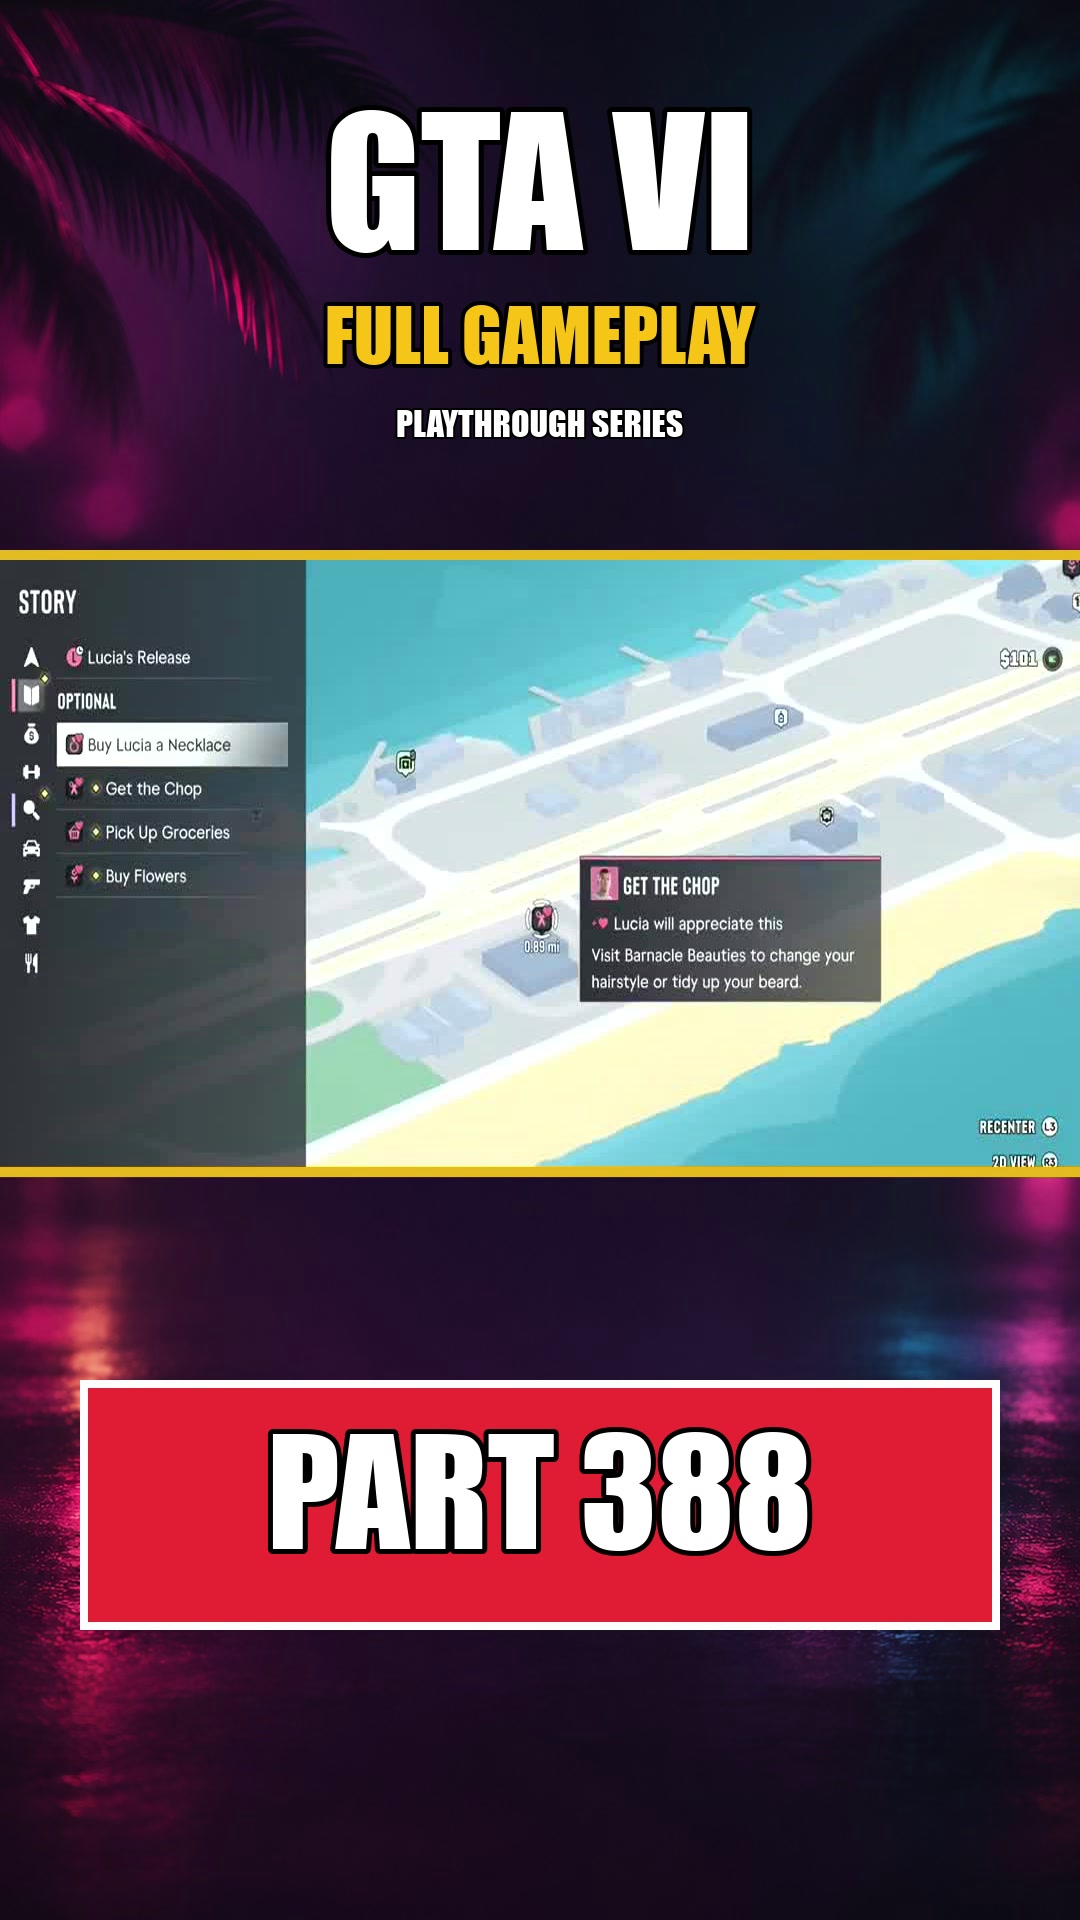 GTA VI
FULL GAMEPLAY
PLAYTHROUGH SERIES
STORY
Lucia's Release
OPTIONAL
Buy Lucia a Necklace
Get the Chop
Pick Up Groceries
Buy Flowers
$101
0.89 mi
GET THE CHOP
Lucia will appreciate this
Visit Barnacle Beauties to change your
hairstyle or tidy up your beard.
RECENTER L3
2D VIEW R3
PART 388